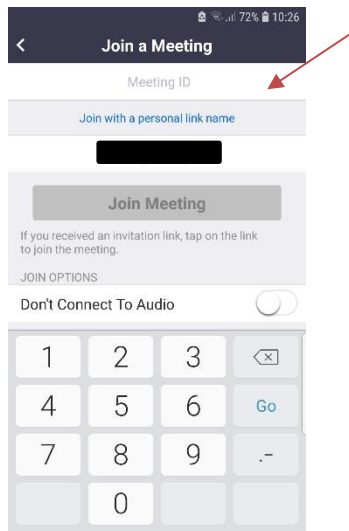 72% 10:26
Join a Meeting
Meeting ID
Join with a personal link name
Join Meeting
If you received an invitation link, tap on the link
to join the meeting.
JOIN OPTIONS
Don't Connect To Audio
1 2 3
4 5 6 Go
7 8 9 .-
0